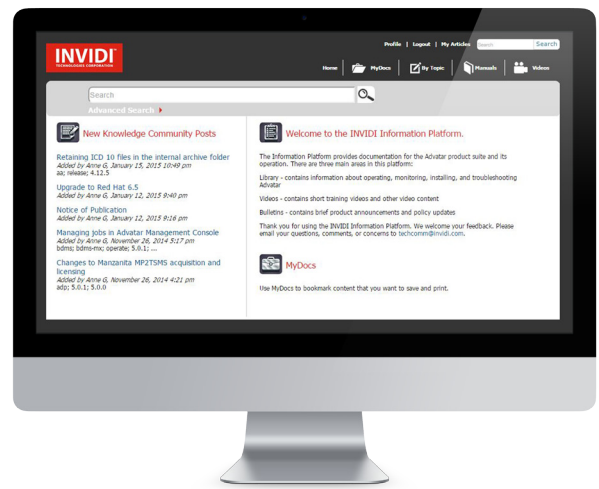 Profile | Logout | My Articles Search Search
INVIDI
TECHNOLOGIES CORPORATION
Home MyDocs By Topic Manuals Videos
Search
Advanced Search
New Knowledge Community Posts
Retaining ICD 10 files in the internal archive folder
Added by Anne G, January 15, 2015 10:49 pm
aa; release; 4.12.5
Upgrade to Red Hat 6.5
Added by Anne G, January 12, 2015 9:40 pm
Notice of Publication
Added by Anne G, January 12, 2015 9:16 pm
Managing jobs in Advatar Management Console
Added by Anne G, November 26, 2014 5:17 pm
bdms; bdms-mx; operate; 5.0.1; ...
Changes to Manzanita MP2TSMS acquisition and
licensing
Added by Anne G, November 26, 2014 4:21 pm
adp; 5.0.1; 5.0.0
Welcome to the INVIDI Information Platform.
The Information Platform provides documentation for the Advatar product suite and its
operation. There are three main areas in this platform:
Library - contains information about operating, monitoring, installing, and troubleshooting
Advatar
Videos - contains short training videos and other video content
Bulletins - contains brief product announcements and policy updates
Thank you for using the INVIDI Information Platform. We welcome your feedback. Please
email your questions, comments, or concerns to techcomm@invidi.com.
MyDocs
Use MyDocs to bookmark content that you want to save and print.